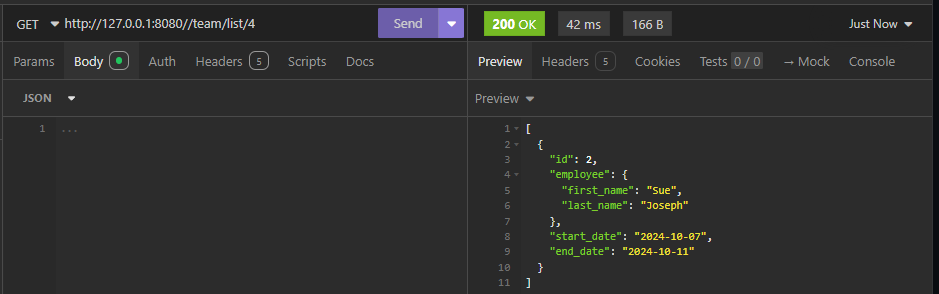 GET http://127.0.0.1:8080//team/list/4 Send 200 OK 42 ms 166 B Just Now
Params Body Auth Headers 5 Scripts Docs Preview Headers 5 Cookies Tests 0 / 0 → Mock Console
JSON Preview
1 ... 1 [
2 {
3 "id": 2,
4 "employee": {
5 "first_name": "Sue",
6 "last_name": "Joseph"
7 },
8 "start_date": "2024-10-07",
9 "end_date": "2024-10-11"
10 }
11 ]